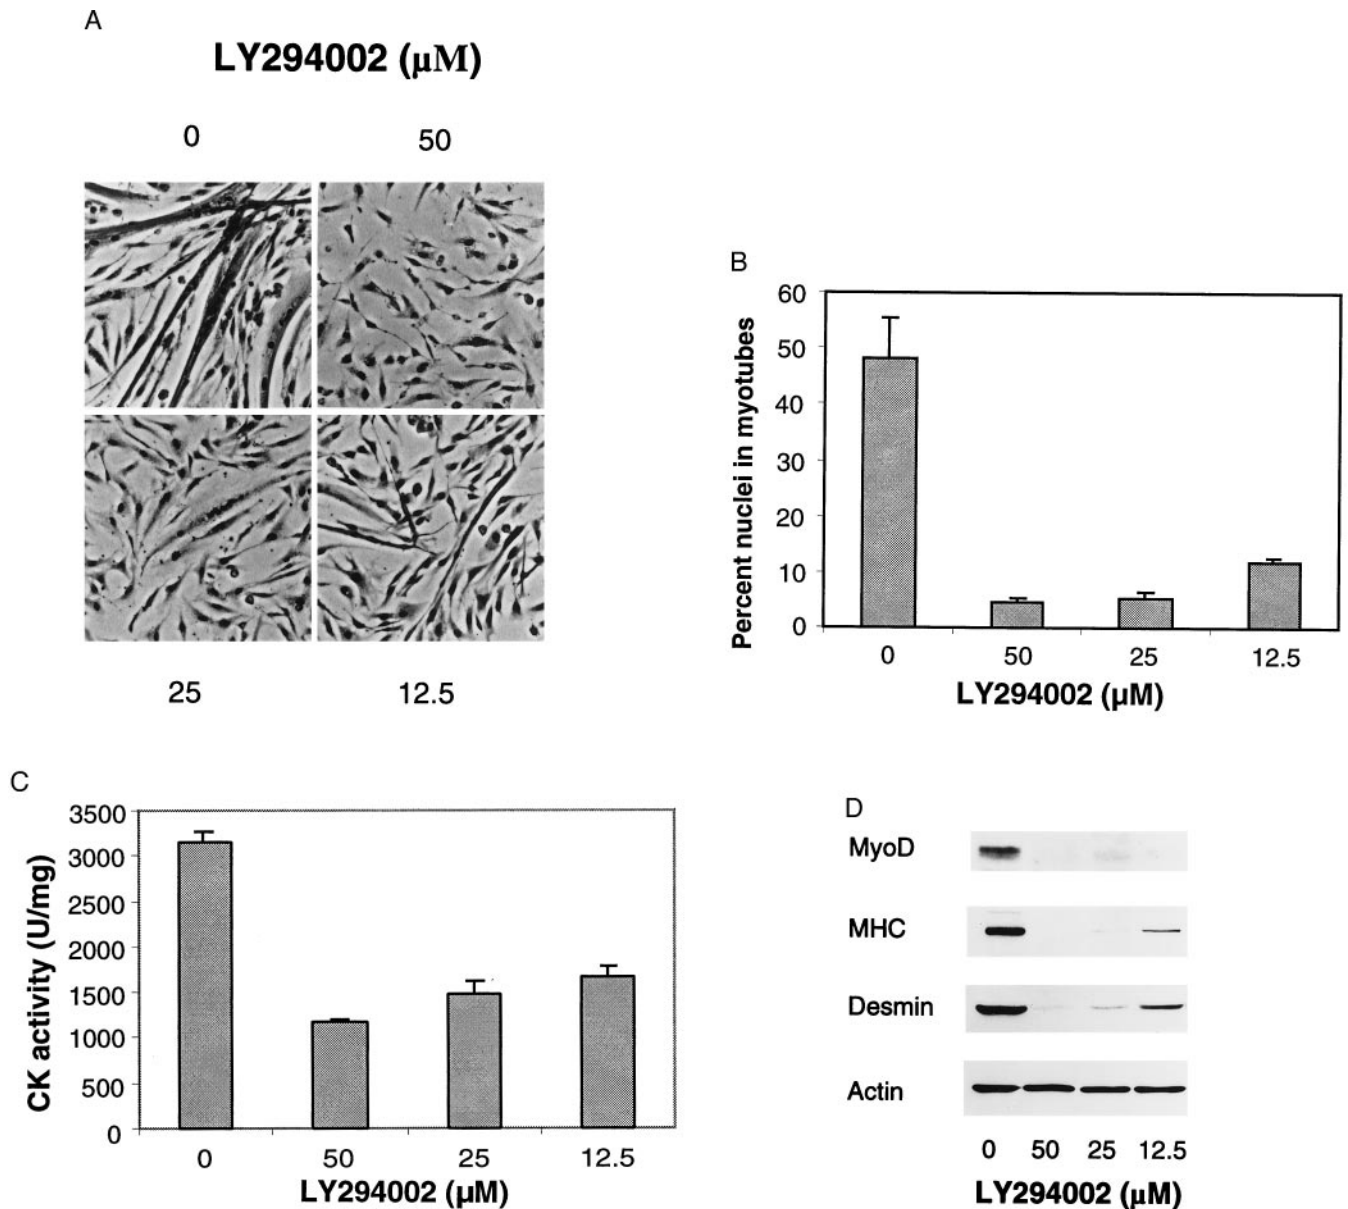 A
LY294002 (μM)
0 50
25 12.5
B
Percent nuclei in myotubes
60
50
40
30
20
10
0
0 50 25 12.5
LY294002 (μM)
C
CK activity (U/mg)
3500
3000
2500
2000
1500
1000
500
0
0 50 25 12.5
LY294002 (μM)
D
MyoD
MHC
Desmin
Actin
0 50 25 12.5
LY294002 (μM)